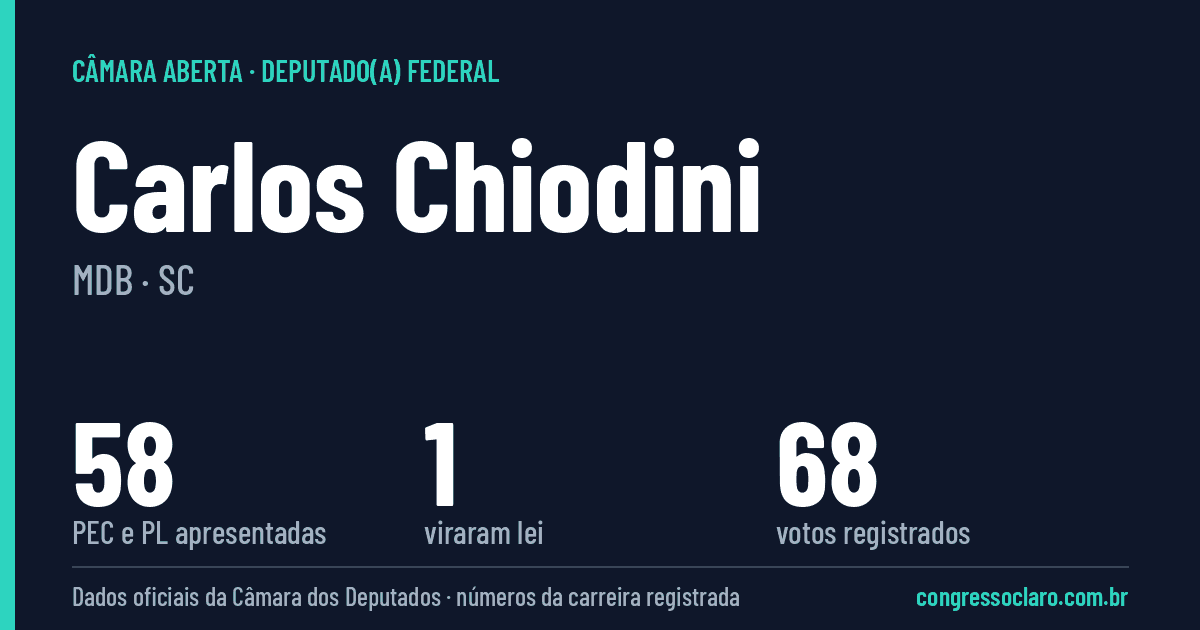 CÂMARA ABERTA · DEPUTADO(A) FEDERAL
Carlos Chiodini
MDB · SC
58 1 68
PEC e PL apresentadas viraram lei votos registrados
Dados oficiais da Câmara dos Deputados · números da carreira registrada congressoclaro.com.br